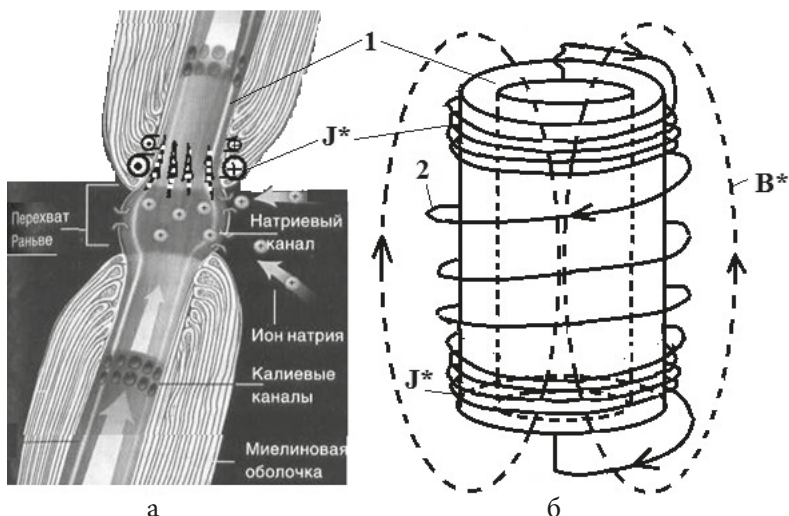 1
J*
2
B*
Перехват
Раньве
Натриевый
канал
Ион натрия
J*
Калиевые
каналы
Миелиновая
оболочка
а
б